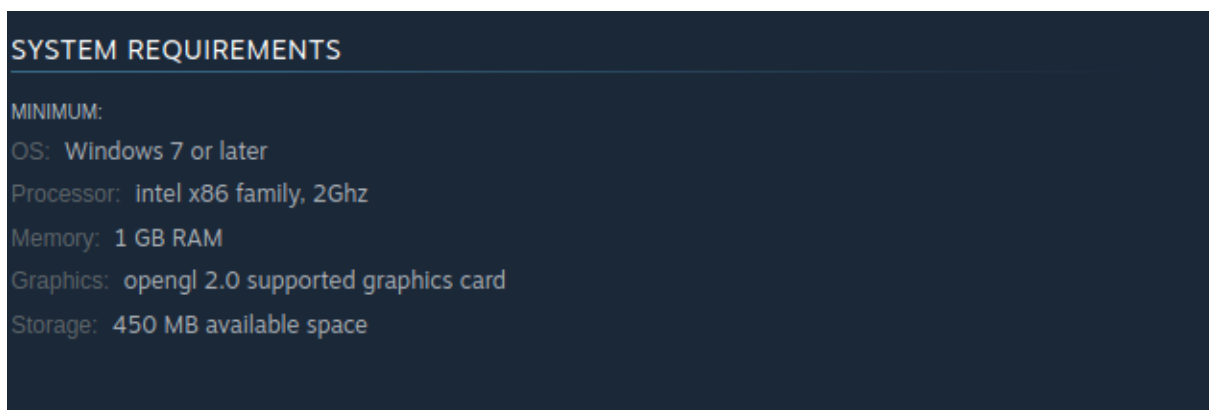 SYSTEM REQUIREMENTS
MINIMUM:
OS: Windows 7 or later
Processor: intel x86 family, 2Ghz
Memory: 1 GB RAM
Graphics: opengl 2.0 supported graphics card
Storage: 450 MB available space